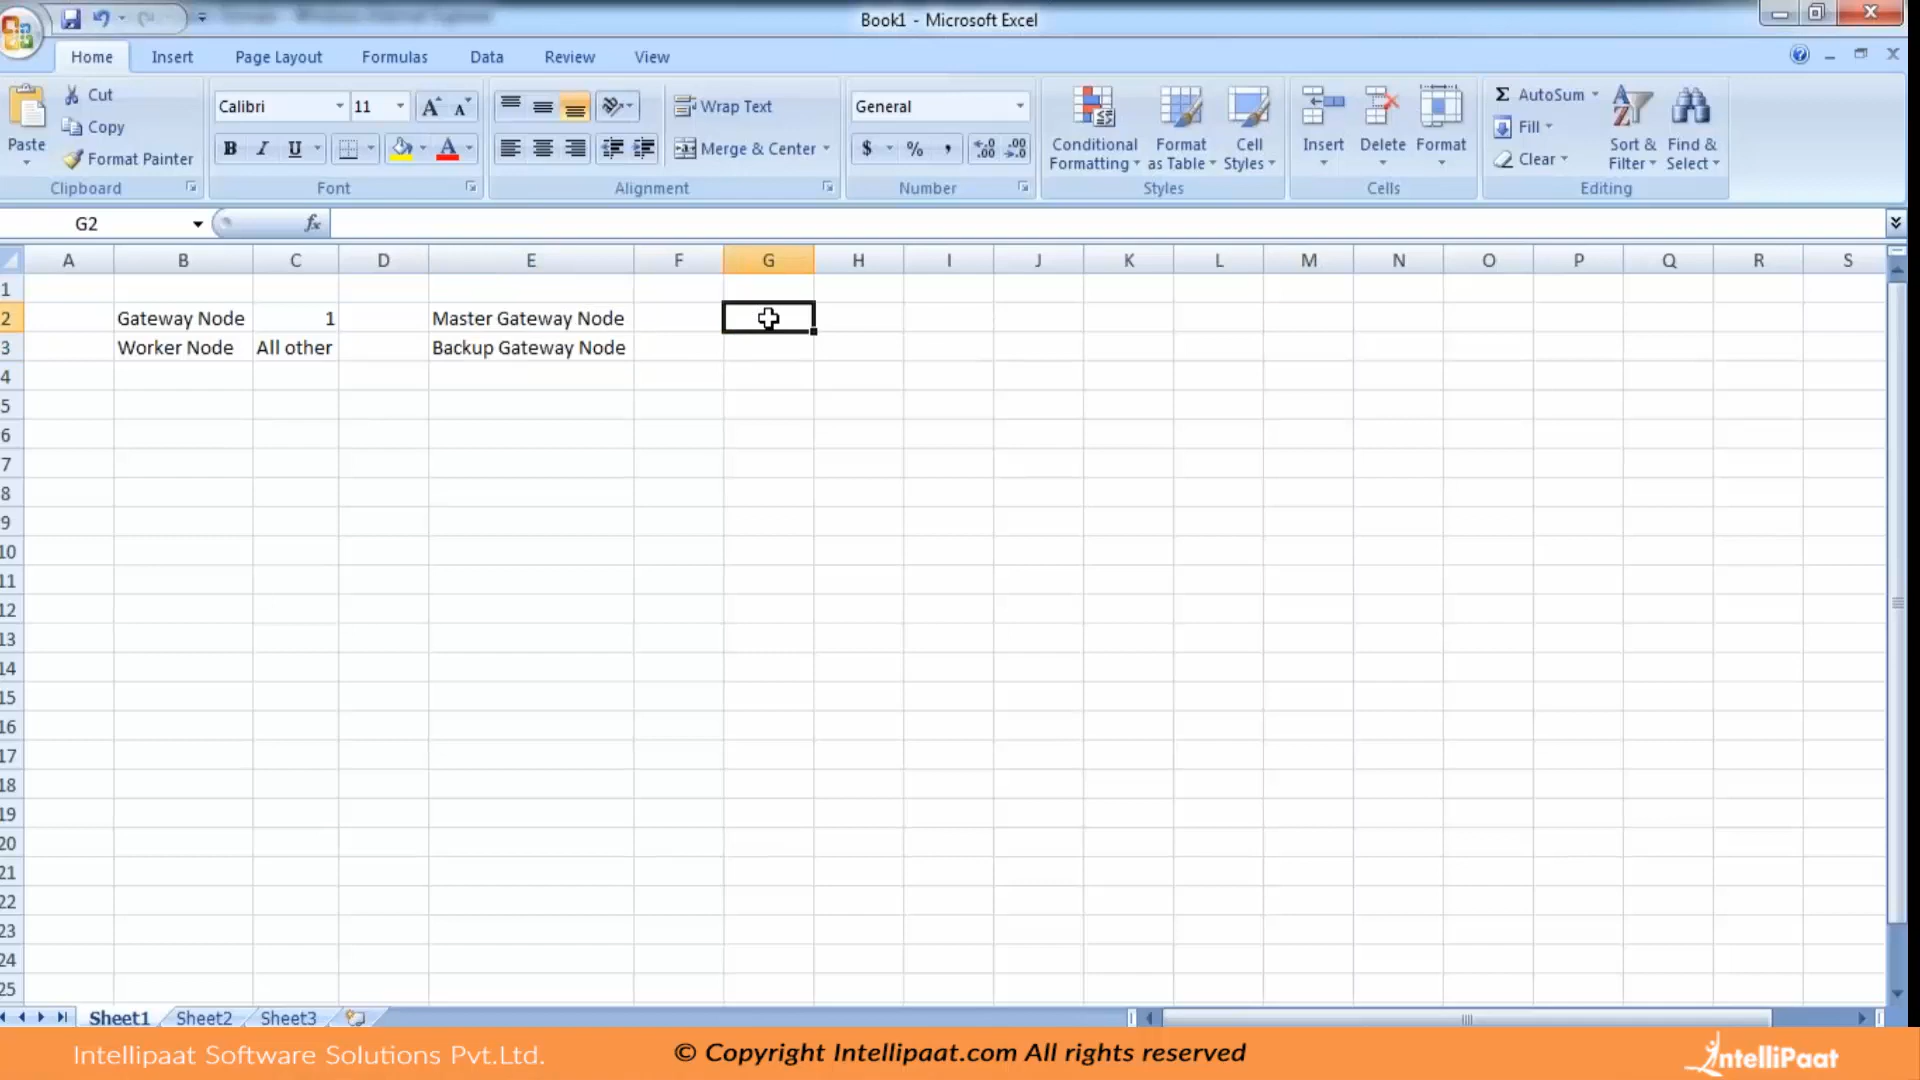 Book1 - Microsoft Excel
Home Insert Page Layout Formulas Data Review View
Paste
Cut
Copy
Format Painter
Clipboard
Calibri 11
B I U A
Font
Wrap Text
Merge & Center
Alignment
General
$ % , .00 .00
Number
Conditional Formatting
Format as Table
Cell Styles
Styles
Insert Delete Format
Cells
Σ AutoSum
Fill
Clear
Sort & Filter
Find & Select
Editing
G2 fx
A B C D E F G H I J K L M N O P Q R S
1
2 Gateway Node 1 Master Gateway Node
3 Worker Node All other Backup Gateway Node
4
5
6
7
8
9
10
11
12
13
14
15
16
17
18
19
20
21
22
23
24
25
Sheet1 Sheet2 Sheet3
Intellipaat Software Solutions Pvt.Ltd. © Copyright Intellipaat.com All rights reserved IntelliPaat